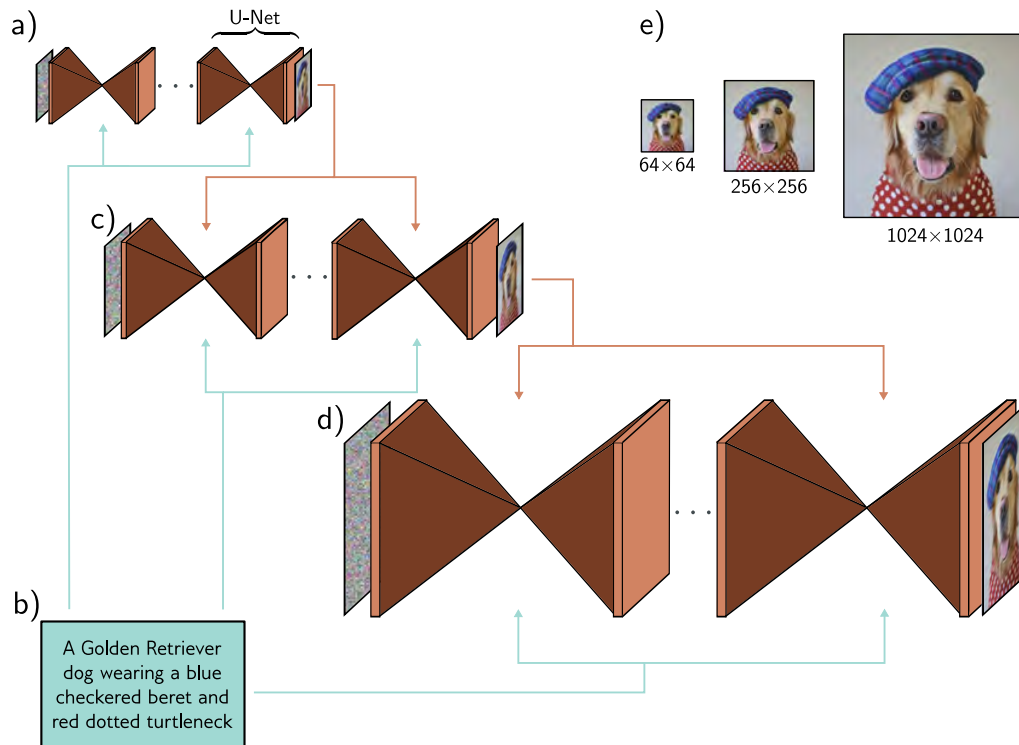 a)
U-Net
. . .
e)
64×64
256×256
1024×1024
c)
. . .
d)
. . .
b)
A Golden Retriever
dog wearing a blue
checkered beret and
red dotted turtleneck